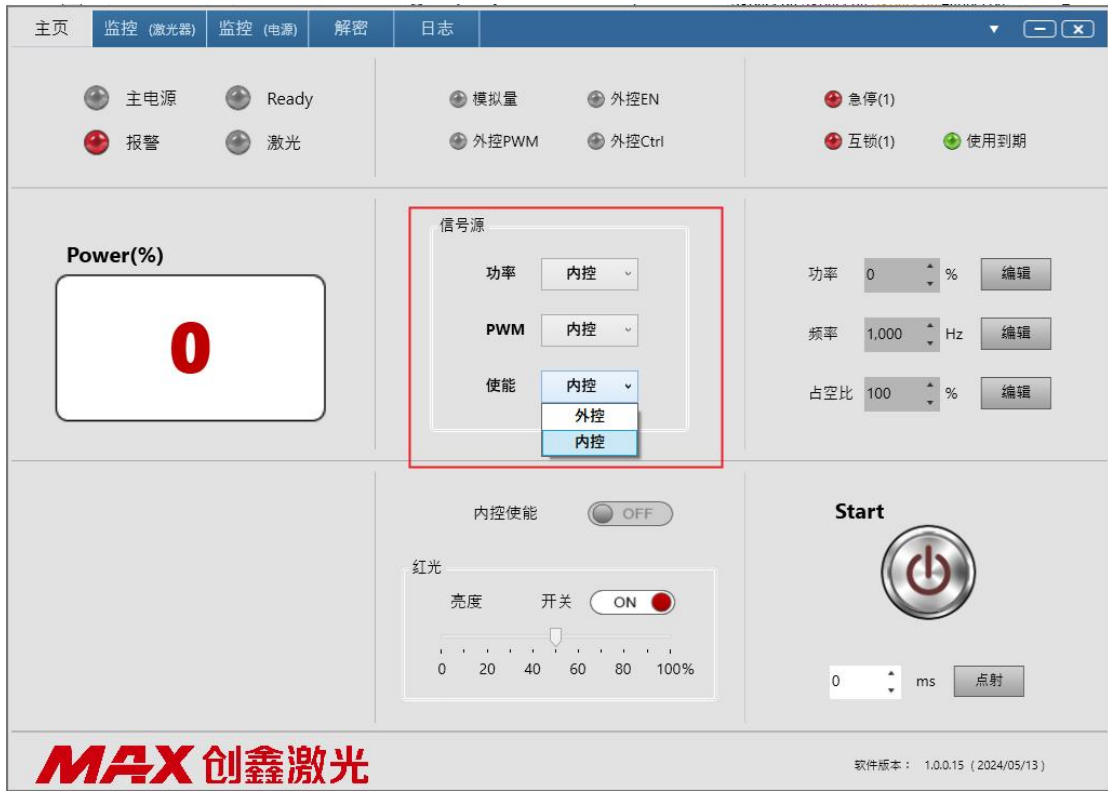 主页 监控 (激光器) 监控 (电源) 解密 日志
主电源 Ready
报警 激光
模拟量 外控EN
外控PWM 外控Ctrl
急停(1)
互锁(1) 使用到期
Power(%)
0
信号源
功率 内控
PWM 内控
使能 内控
外控
内控
功率 0 % 编辑
频率 1,000 Hz 编辑
占空比 100 % 编辑
内控使能 OFF
红光
亮度 开关 ON
0 20 40 60 80 100%
Start
0 ms 点射
MAX 创鑫激光
软件版本： 1.0.0.15 ( 2024/05/13 )